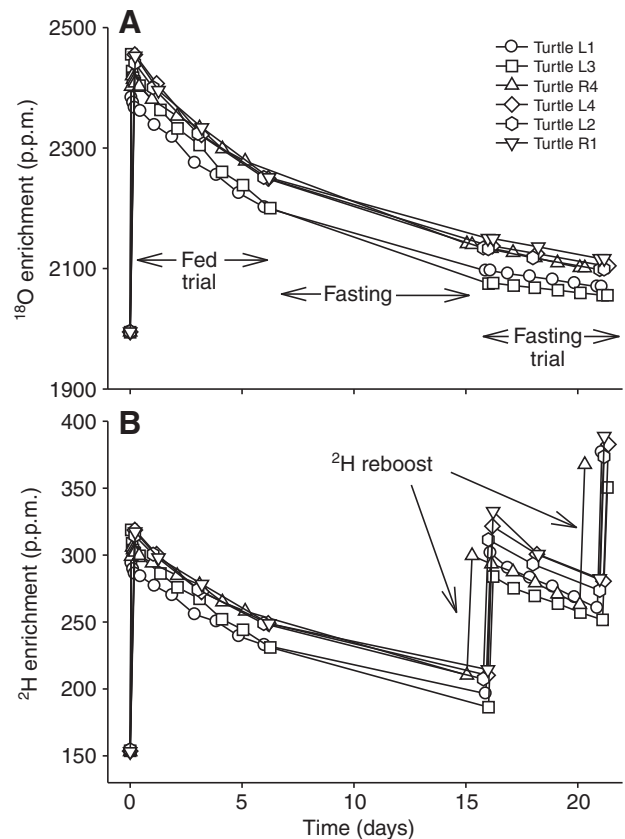 A
2500
2300
2100
1900
¹⁸O enrichment (p.p.m.)
Turtle L1
Turtle L3
Turtle R4
Turtle L4
Turtle L2
Turtle R1
Fed
trial
Fasting
Fasting
trial
B
400
350
300
250
200
150
²H enrichment (p.p.m.)
²H reboost
0
5
10
15
20
Time (days)